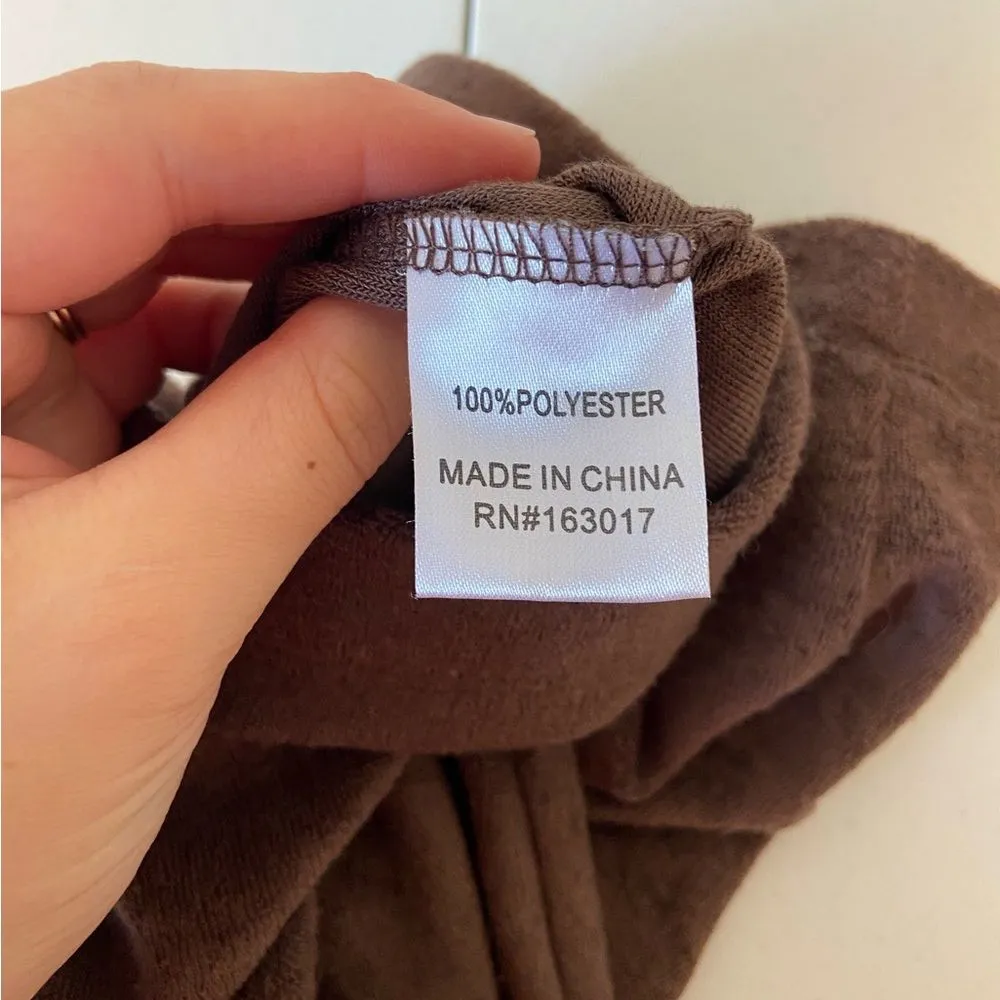 100%POLYESTER
MADE IN CHINA
RN#163017